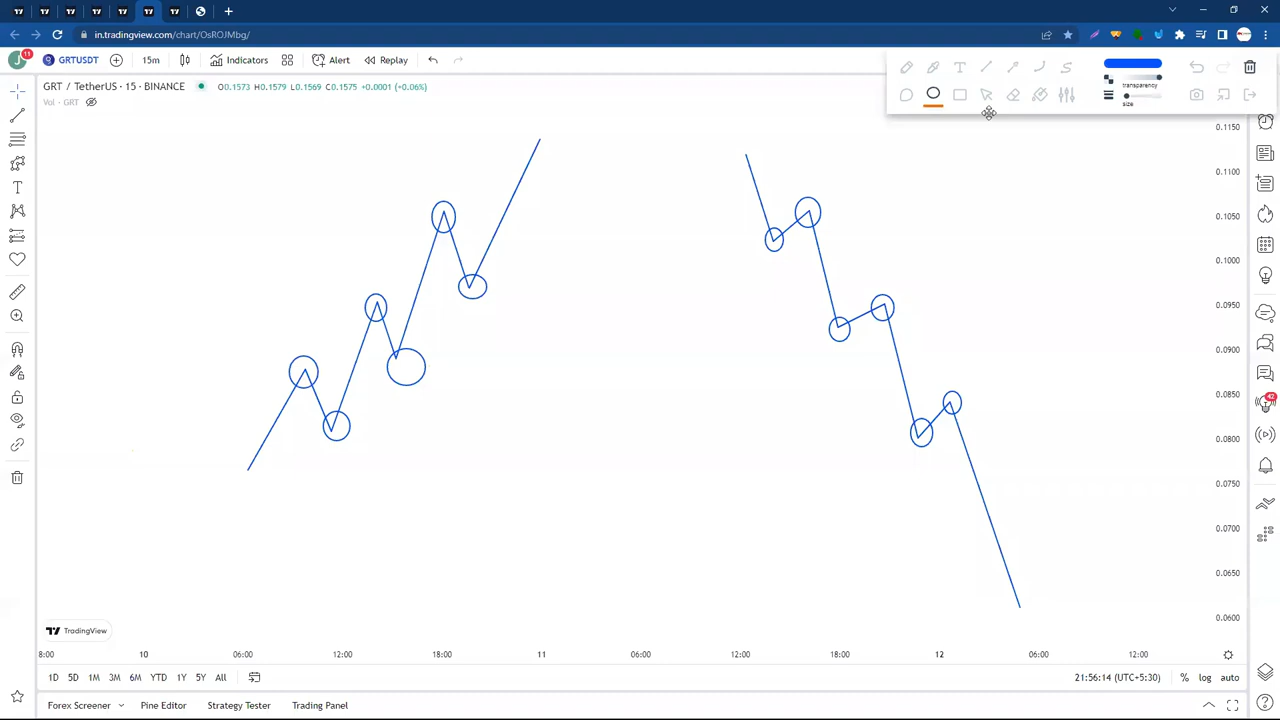 in.tradingview.com/chart/OsROJMbg/
J 11 GRTUSDT 15m Indicators Alert Replay
GRT / TetherUS · 15 · BINANCE O0.1573 H0.1579 L0.1569 C0.1575 +0.0001 (+0.06%)
Vol · GRT
transparency
size
0.1150
0.1100
0.1050
0.1000
0.0950
0.0900
0.0850
42
0.0800
0.0750
0.0700
0.0650
0.0600
TradingView
8:00 10 06:00 12:00 18:00 11 06:00 12:00 18:00 12 06:00 12:00
1D 5D 1M 3M 6M YTD 1Y 5Y All 21:56:14 (UTC+5:30) % log auto
Forex Screener Pine Editor Strategy Tester Trading Panel